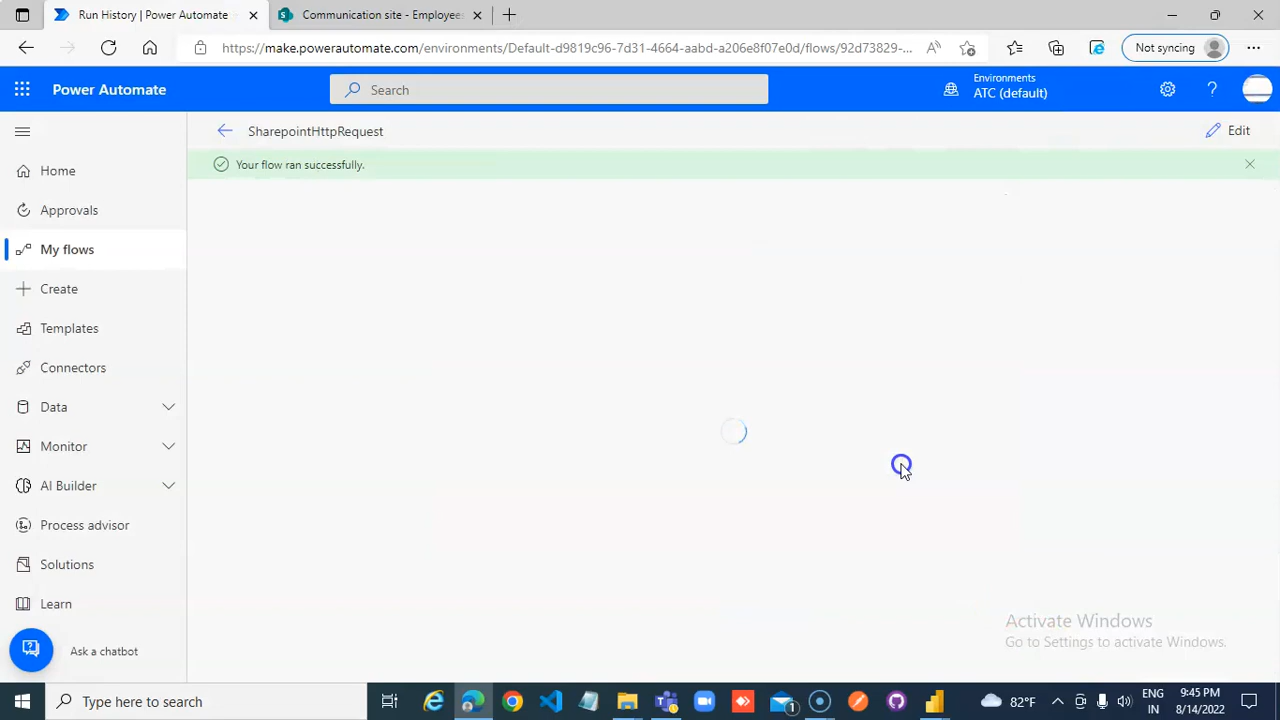 Run History | Power Automate
Communication site - Employees
https://make.powerautomate.com/environments/Default-d9819c96-7d31-4664-aabd-a206e8f07e0d/flows/92d73829-...
Not syncing
Power Automate
Search
Environments
ATC (default)
SharepointHttpRequest
Edit
Your flow ran successfully.
Home
Approvals
My flows
Create
Templates
Connectors
Data
Monitor
AI Builder
Process advisor
Solutions
Learn
Ask a chatbot
Activate Windows
Go to Settings to activate Windows.
Type here to search
1
82°F
ENG
IN
9:45 PM
8/14/2022